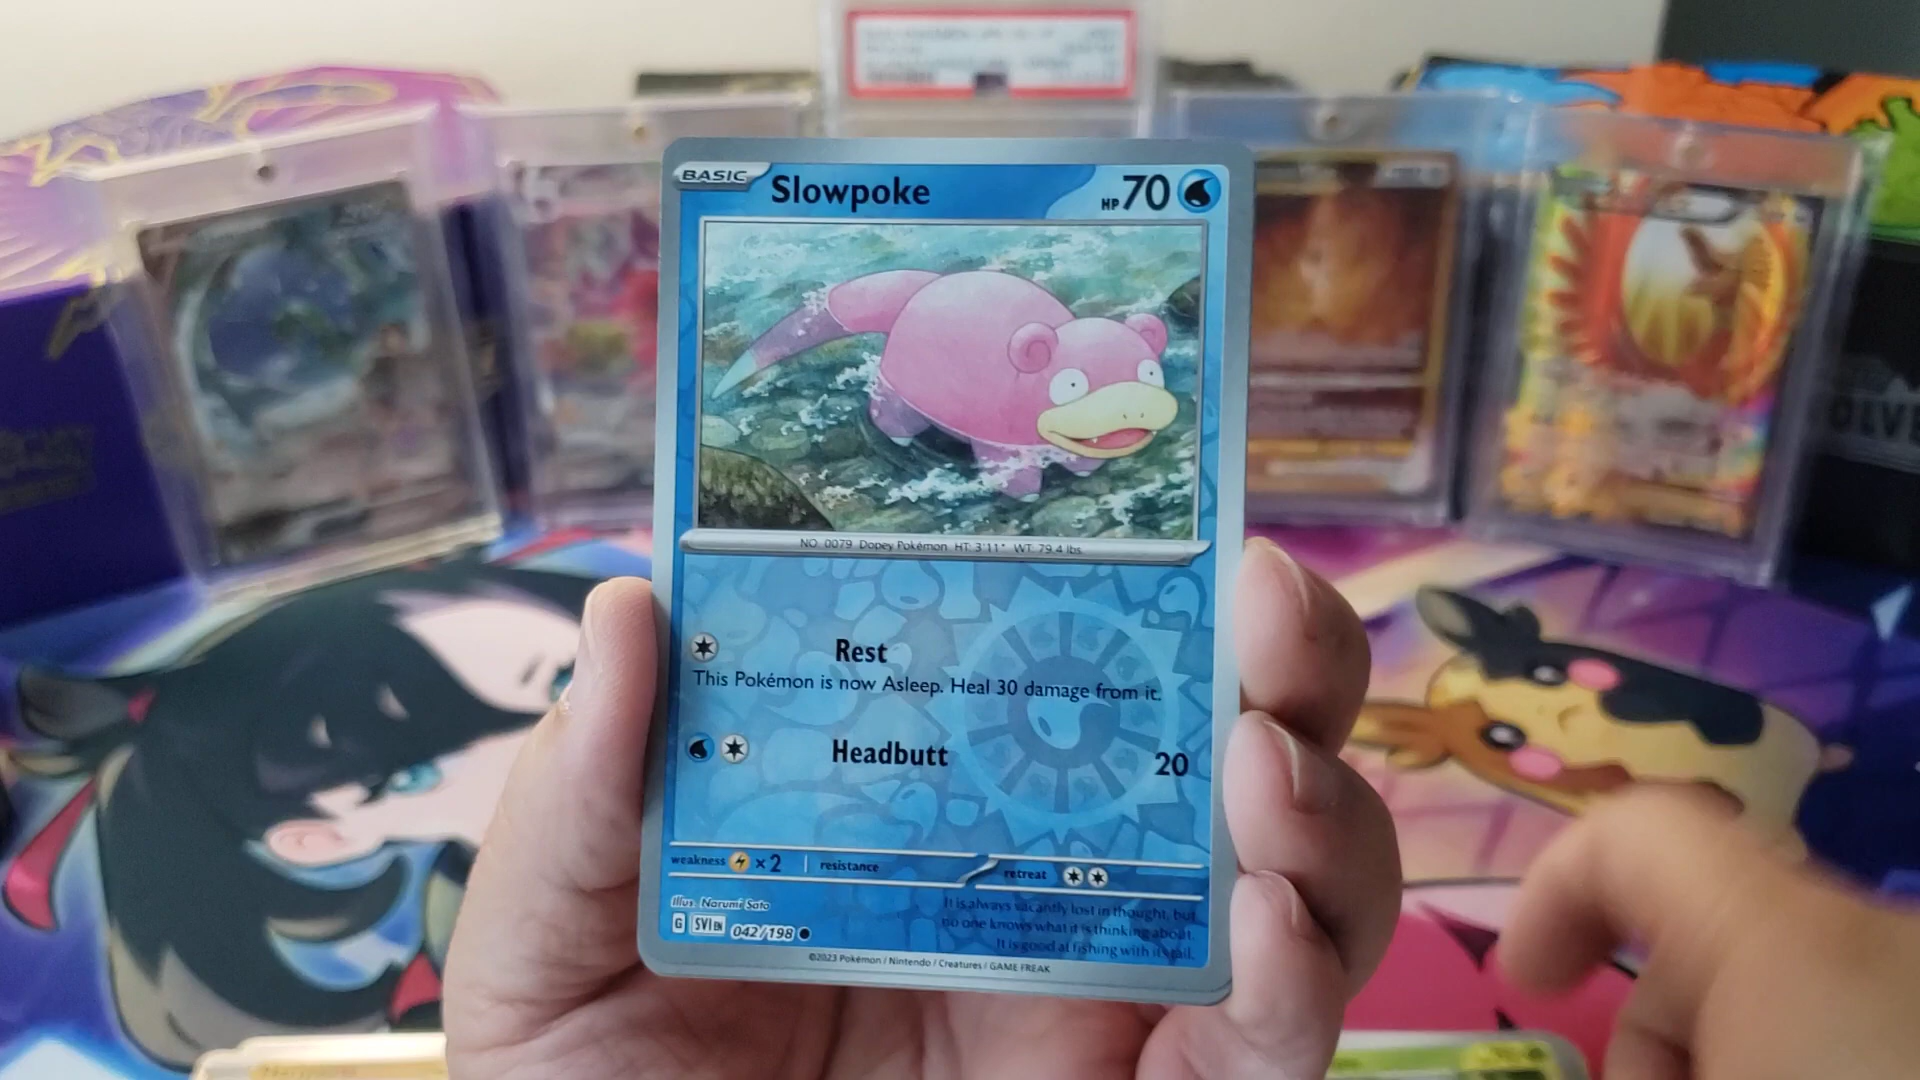 BASIC Slowpoke HP 70
NO. 0079 Dopey Pokémon HT: 3'11" WT: 79.4 lbs.
Rest
This Pokémon is now Asleep. Heal 30 damage from it.
Headbutt 20
weakness ×2 resistance retreat
Illus. Narumi Sato
G SVI EN 042/198
It is always vacantly lost in thought, but
no one knows what it is thinking about.
It is good at fishing with its tail.
©2023 Pokémon / Nintendo / Creatures / GAME FREAK